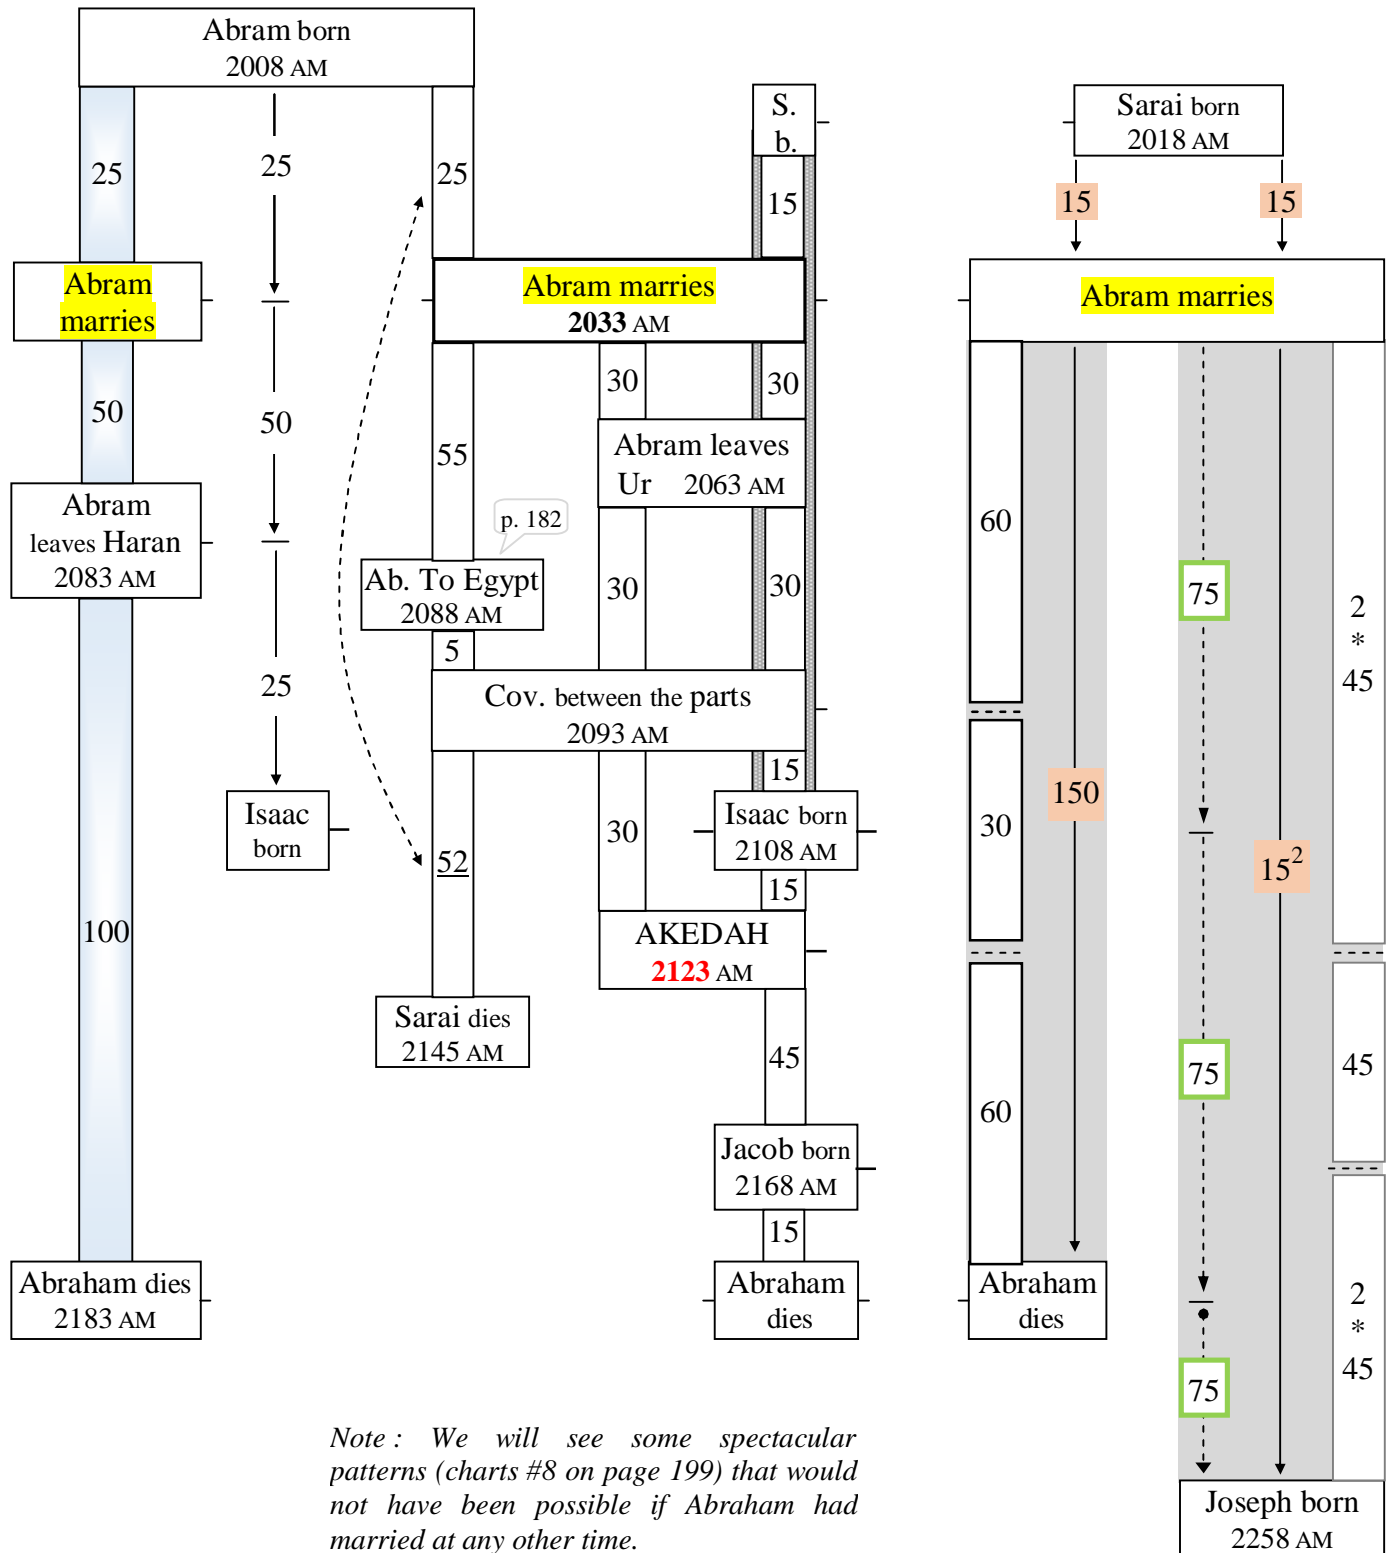 Abram born
2008 AM
S.
b.
Sarai born
2018 AM
25
25
25
15
15
15
Abram
marries
Abram marries
2033 AM
Abram marries
50
50
55
30
30
Abram leaves
Ur 2063 AM
60
Abram
leaves Haran
2083 AM
p. 182
Ab. To Egypt
2088 AM
30
30
75
2
*
45
5
25
Cov. between the parts
2093 AM
15
Isaac
born
52
30
Isaac born
2108 AM
150
30
15²
15
100
AKEDAH
2123 AM
Sarai dies
2145 AM
45
75
45
60
Jacob born
2168 AM
15
Abraham dies
2183 AM
Abraham
dies
Abraham
dies
2
*
45
75
Note : We will see some spectacular
patterns (charts #8 on page 199) that would
not have been possible if Abraham had
married at any other time.
Joseph born
2258 AM